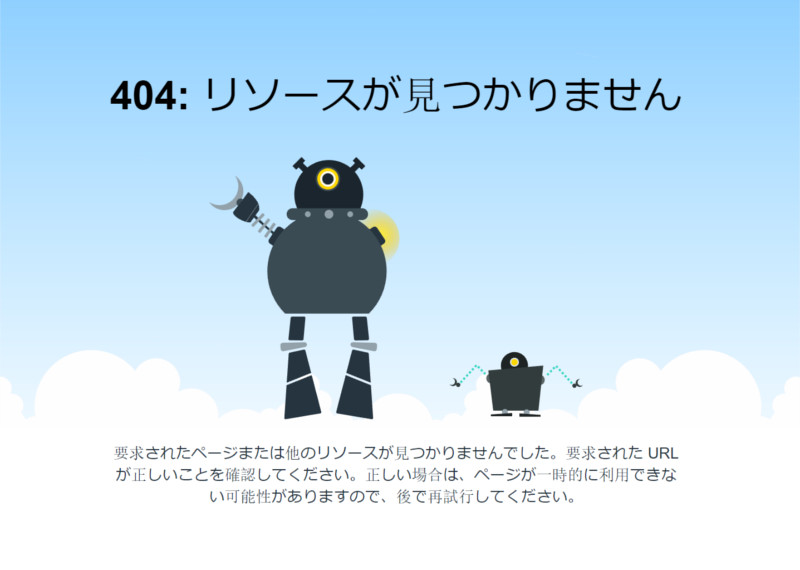 404: リソースが見つかりません
要求されたページまたは他のリソースが見つかりませんでした。要求された URL
が正しいことを確認してください。正しい場合は、ページが一時的に利用できな
い可能性がありますので、後で再試行してください。